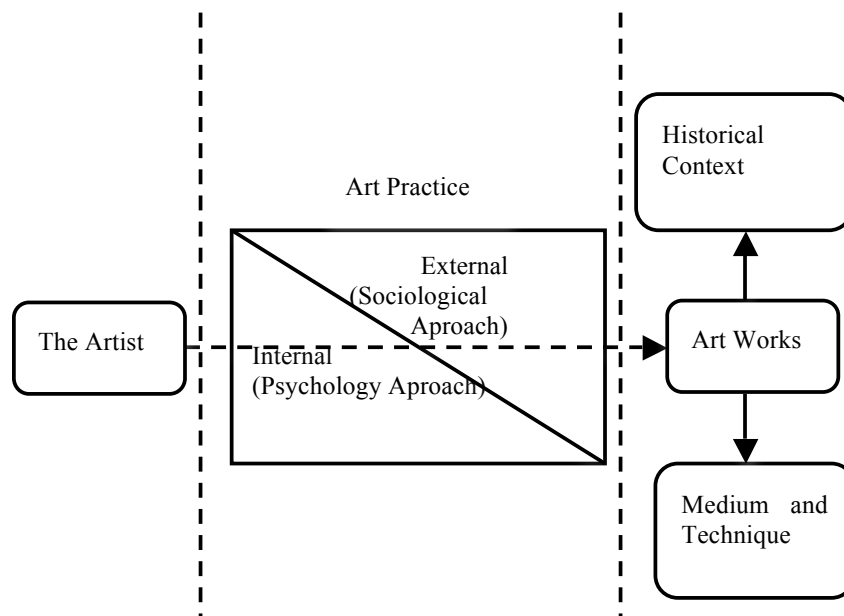 The Artist
Art Practice
External
(Sociological
Aproach)
Internal
(Psychology Aproach)
Historical
Context
Art Works
Medium and
Technique